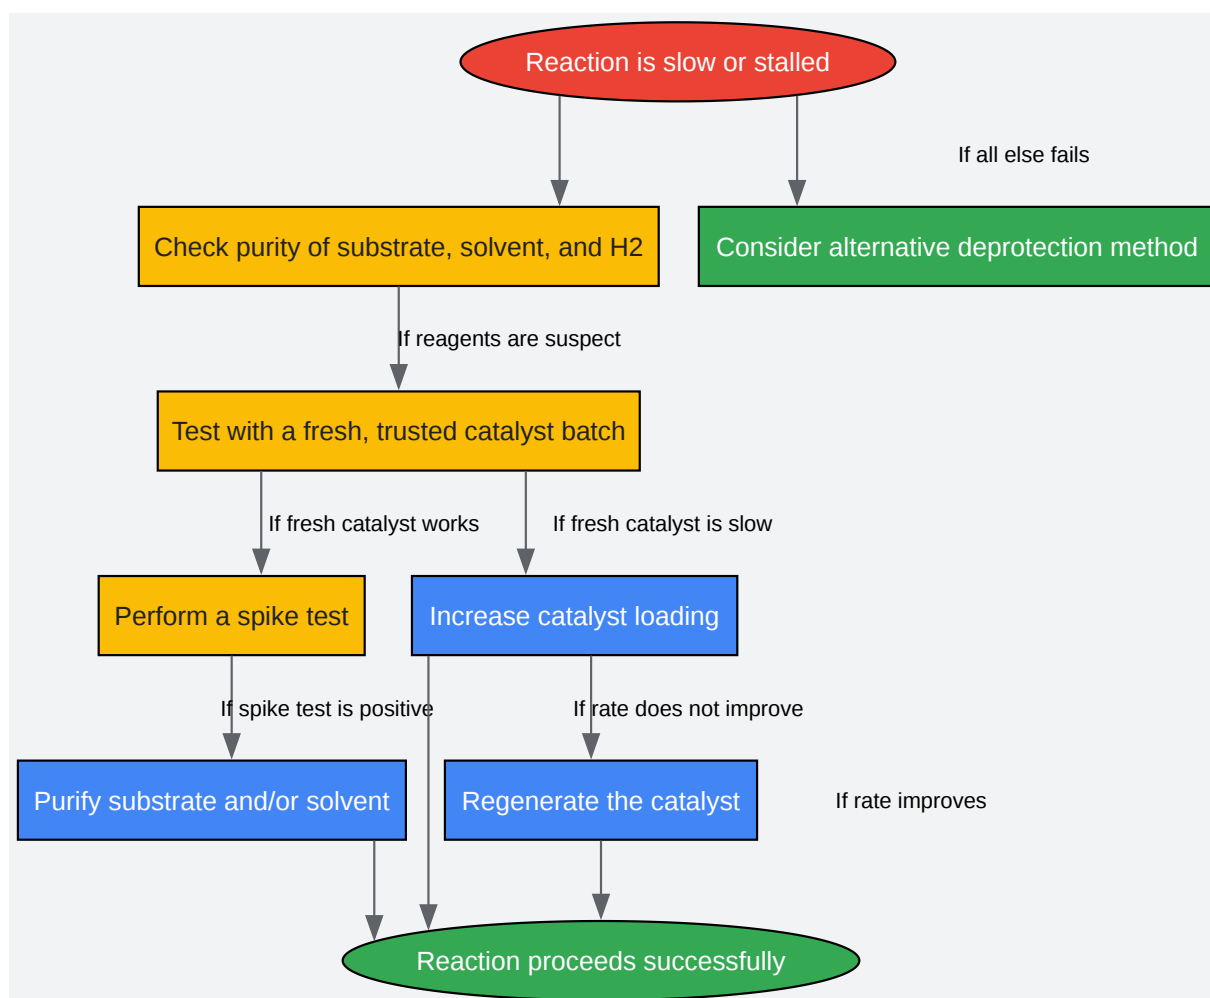 Reaction is slow or stalled
If all else fails
Check purity of substrate, solvent, and H2
Consider alternative deprotection method
If reagents are suspect
Test with a fresh, trusted catalyst batch
If fresh catalyst works
If fresh catalyst is slow
Perform a spike test
Increase catalyst loading
If spike test is positive
If rate does not improve
Purify substrate and/or solvent
Regenerate the catalyst
If rate improves
Reaction proceeds successfully